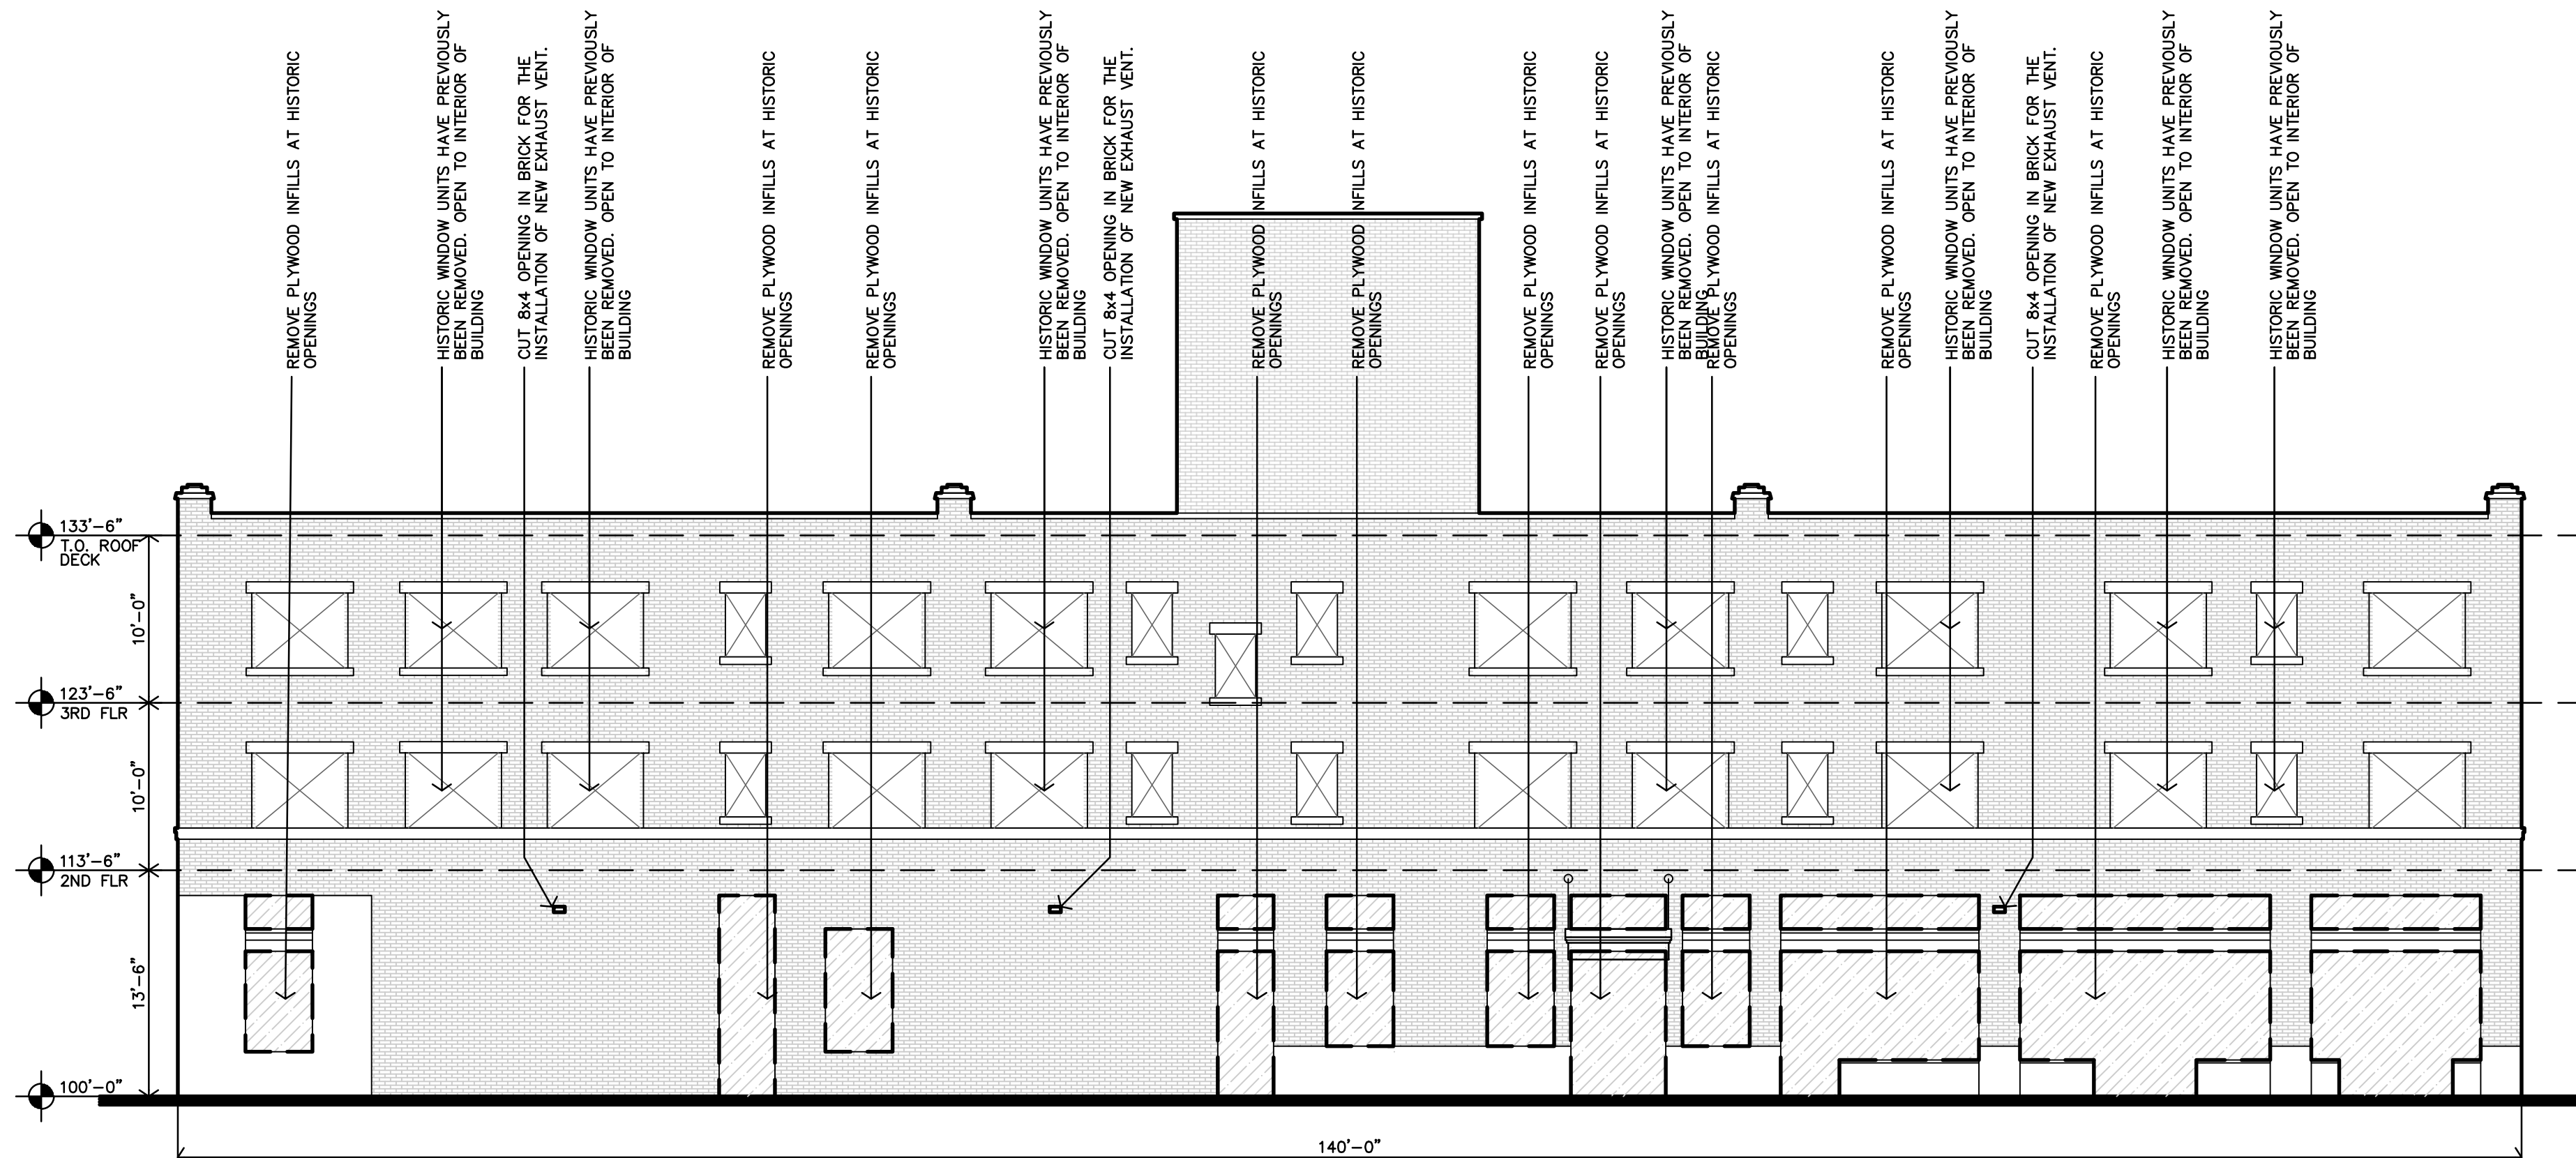 REMOVE PLYWOOD INFILLS AT HISTORIC
OPENINGS
HISTORIC WINDOW UNITS HAVE PREVIOUSLY
BEEN REMOVED. OPEN TO INTERIOR OF
BUILDING
CUT 8x4 OPENING IN BRICK FOR THE
INSTALLATION OF NEW EXHAUST VENT.
HISTORIC WINDOW UNITS HAVE PREVIOUSLY
BEEN REMOVED. OPEN TO INTERIOR OF
BUILDING
REMOVE PLYWOOD INFILLS AT HISTORIC
OPENINGS
REMOVE PLYWOOD INFILLS AT HISTORIC
OPENINGS
HISTORIC WINDOW UNITS HAVE PREVIOUSLY
BEEN REMOVED. OPEN TO INTERIOR OF
BUILDING
CUT 8x4 OPENING IN BRICK FOR THE
INSTALLATION OF NEW EXHAUST VENT.
REMOVE PLYWOOD INFILLS AT HISTORIC
OPENINGS
REMOVE PLYWOOD INFILLS AT HISTORIC
OPENINGS
REMOVE PLYWOOD INFILLS AT HISTORIC
OPENINGS
REMOVE PLYWOOD INFILLS AT HISTORIC
OPENINGS
HISTORIC WINDOW UNITS HAVE PREVIOUSLY
BEEN REMOVED. OPEN TO INTERIOR OF
BUILDING
REMOVE PLYWOOD INFILLS AT HISTORIC
OPENINGS
REMOVE PLYWOOD INFILLS AT HISTORIC
OPENINGS
HISTORIC WINDOW UNITS HAVE PREVIOUSLY
BEEN REMOVED. OPEN TO INTERIOR OF
BUILDING
CUT 8x4 OPENING IN BRICK FOR THE
INSTALLATION OF NEW EXHAUST VENT.
REMOVE PLYWOOD INFILLS AT HISTORIC
OPENINGS
HISTORIC WINDOW UNITS HAVE PREVIOUSLY
BEEN REMOVED. OPEN TO INTERIOR OF
BUILDING
HISTORIC WINDOW UNITS HAVE PREVIOUSLY
BEEN REMOVED. OPEN TO INTERIOR OF
BUILDING
133'-6"
T.O. ROOF
DECK
10'-0"
123'-6"
3RD FLR
10'-0"
113'-6"
2ND FLR
13'-6"
100'-0"
140'-0"